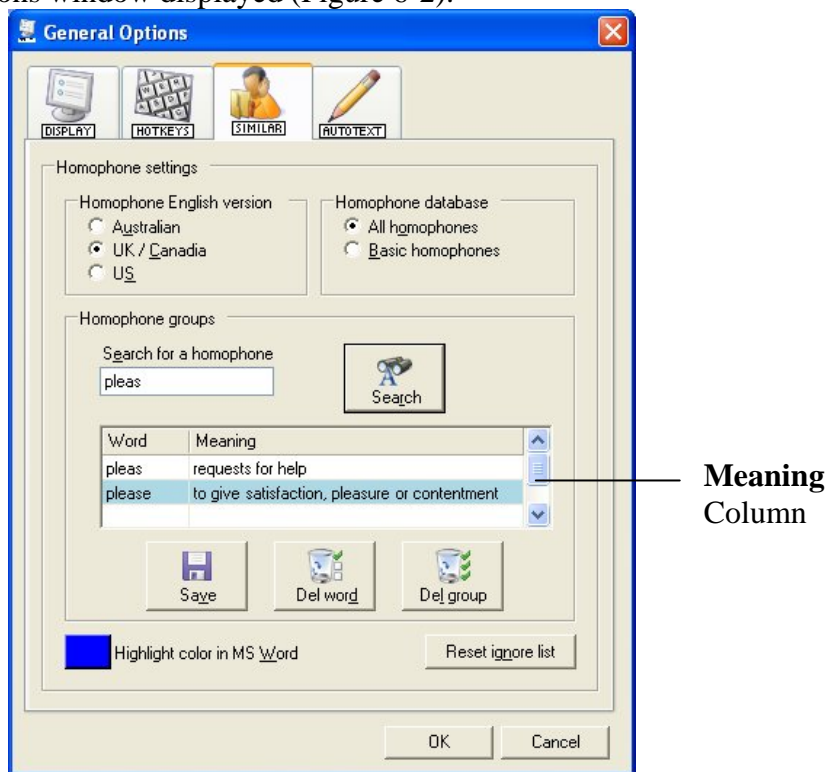 ons window displayed (Figure 8-2).
General Options
DISPLAY HOTKEYS SIMILAR AUTOTEXT
Homophone settings
Homophone English version
Australian
UK / Canadia
US
Homophone database
All homophones
Basic homophones
Homophone groups
Search for a homophone
pleas
Search
Word Meaning
pleas requests for help
please to give satisfaction, pleasure or contentment
Save Del word Del group
Highlight color in MS Word
Reset ignore list
OK Cancel
Meaning
Column